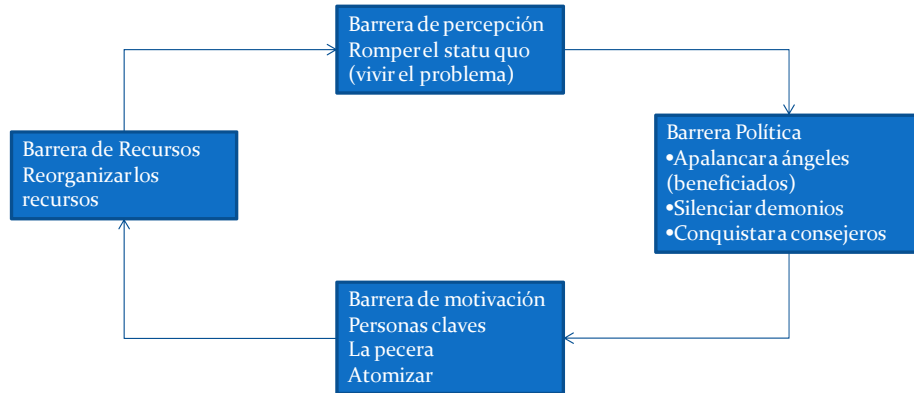 Barrera de percepción
Romper el statu quo
(vivir el problema)
Barrera Política
•Apalancar a ángeles
(beneficiados)
•Silenciar demonios
•Conquistar a consejeros
Barrera de motivación
Personas claves
La pecera
Atomizar
Barrera de Recursos
Reorganizar los
recursos